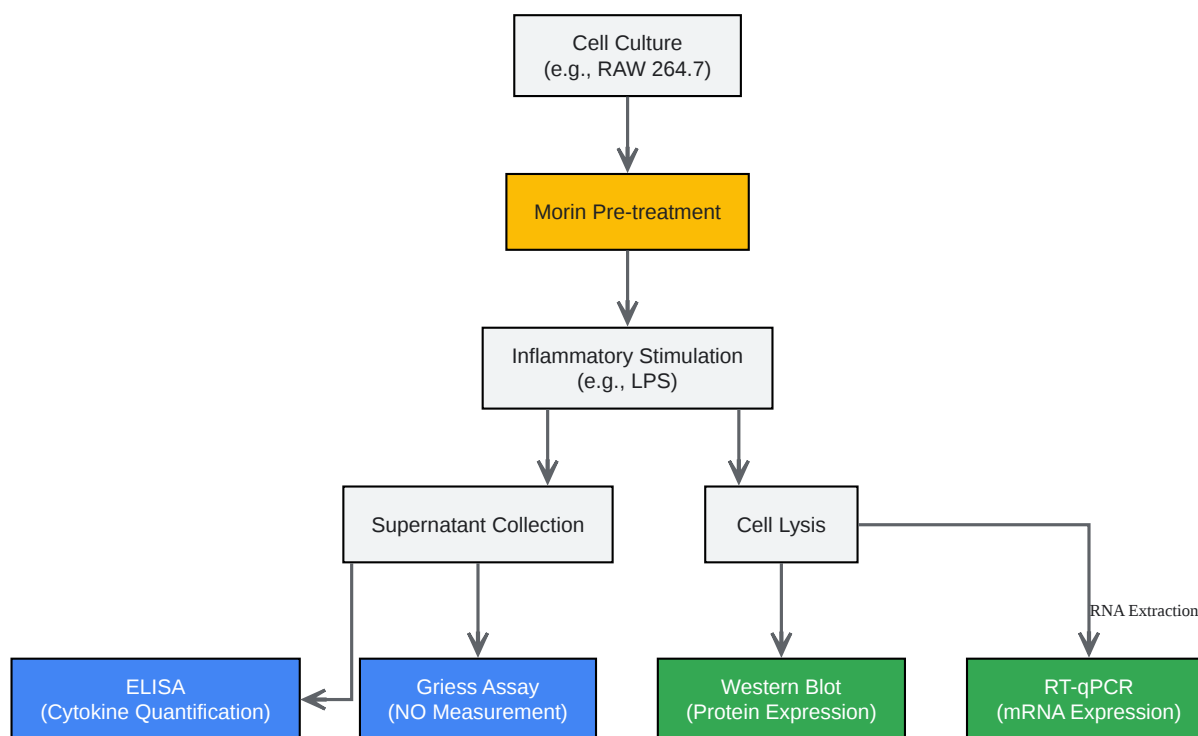 Cell Culture
(e.g., RAW 264.7)
Morin Pre-treatment
Inflammatory Stimulation
(e.g., LPS)
Supernatant Collection
Cell Lysis
RNA Extraction
ELISA
(Cytokine Quantification)
Griess Assay
(NO Measurement)
Western Blot
(Protein Expression)
RT-qPCR
(mRNA Expression)